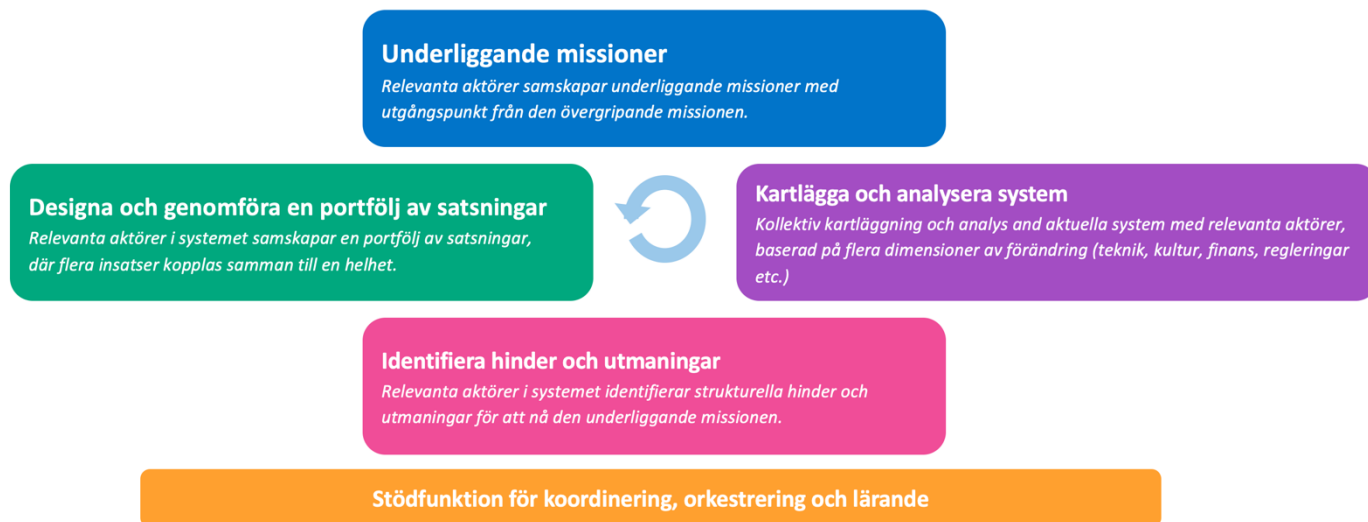 Underliggande missioner
Relevanta aktörer samskapar underliggande missioner med
utgångspunkt från den övergripande missionen.
Designa och genomföra en portfölj av satsningar
Relevanta aktörer i systemet samskapar en portfölj av satsningar,
där flera insatser kopplas samman till en helhet.
Kartlägga och analysera system
Kollektiv kartläggning och analys and aktuella system med relevanta aktörer,
baserad på flera dimensioner av förändring (teknik, kultur, finans, regleringar
etc.)
Identifiera hinder och utmaningar
Relevanta aktörer i systemet identifierar strukturella hinder och
utmaningar för att nå den underliggande missionen.
Stödfunktion för koordinering, orkestrering och lärande